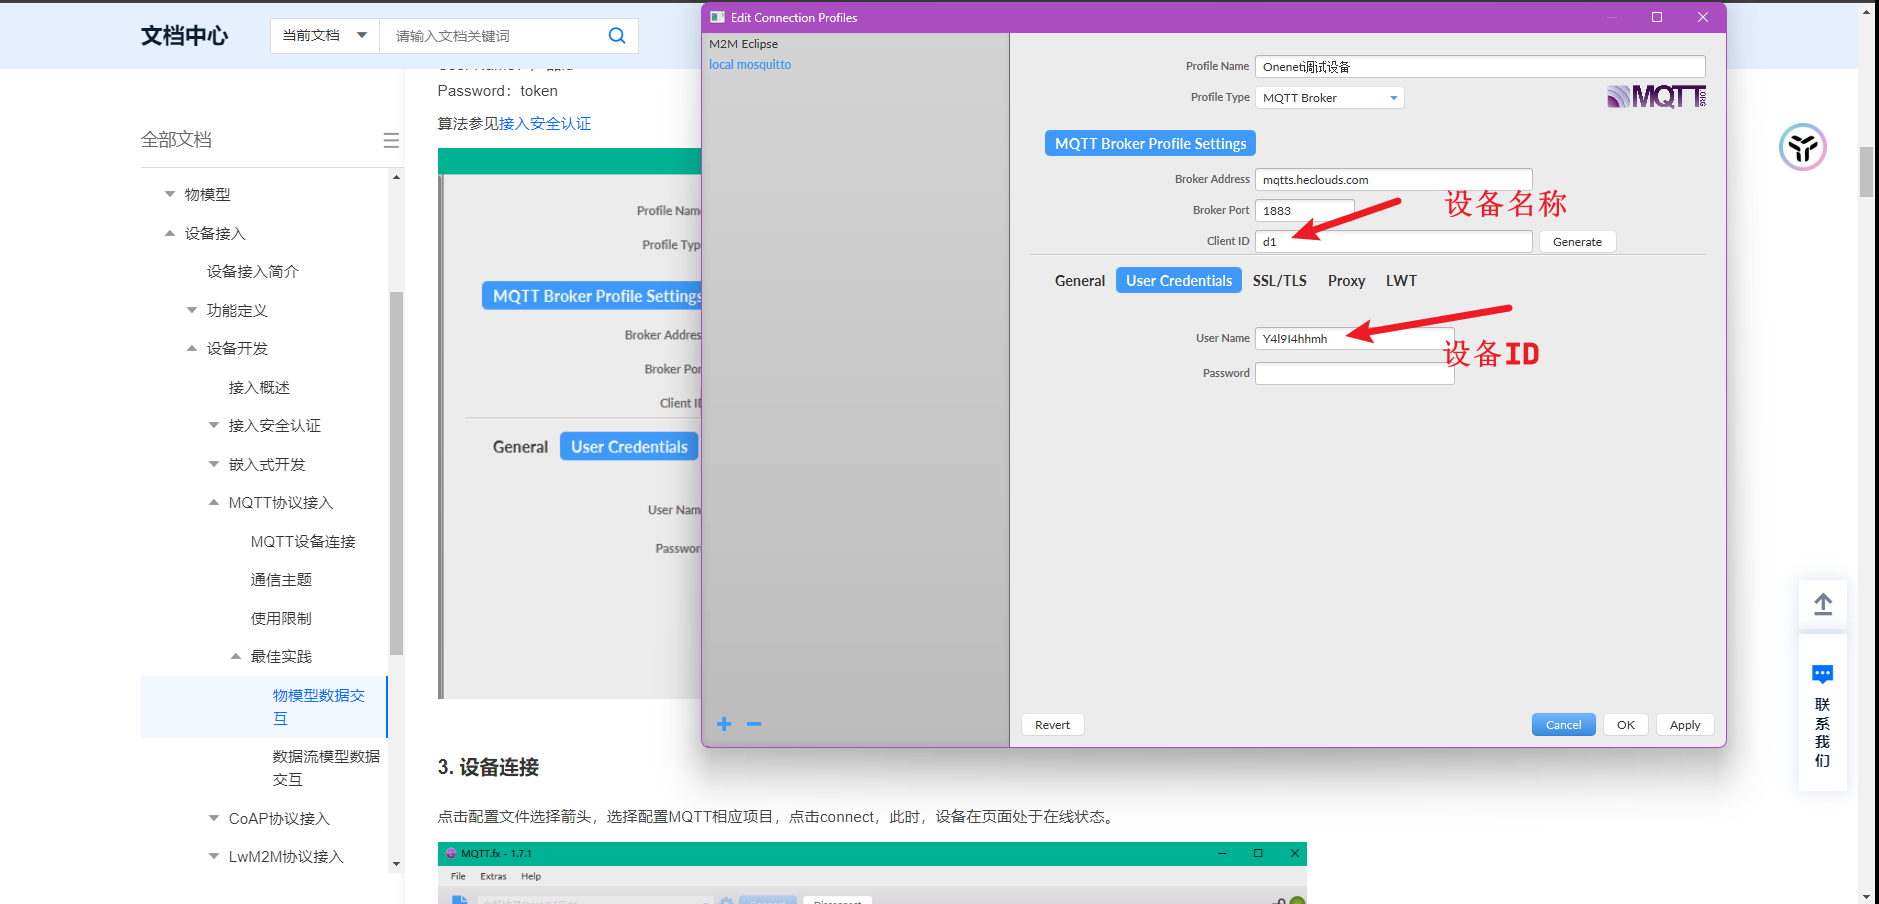 文档中心
当前文档
请输入文档关键词
全部文档
物模型
设备接入
设备接入简介
功能定义
设备开发
接入概述
接入安全认证
嵌入式开发
MQTT协议接入
MQTT设备连接
通信主题
使用限制
最佳实践
物模型数据交
互
数据流模型数据
交互
CoAP协议接入
LwM2M协议接入
Password：token
算法参见接入安全认证
Profile Nam
Profile Typ
MQTT Broker Profile Settings
Broker Addres
Broker Por
Client I
General
User Credentials
User Nam
Passwor
3. 设备连接
点击配置文件选择箭头，选择配置MQTT相应项目，点击connect，此时，设备在页面处于在线状态。
MQTT.fx - 1.7.1
File Extras Help
Disconnect
Edit Connection Profiles
M2M Eclipse
local mosquitto
Profile Name Onenet调试设备
Profile Type MQTT Broker
MQTT.ORG
MQTT Broker Profile Settings
Broker Address mqtts.heclouds.com
Broker Port 1883
设备名称
Client ID d1 Generate
General User Credentials SSL/TLS Proxy LWT
User Name Y4l9I4hhmh
设备ID
Password
Revert Cancel OK Apply
联
系
我
们